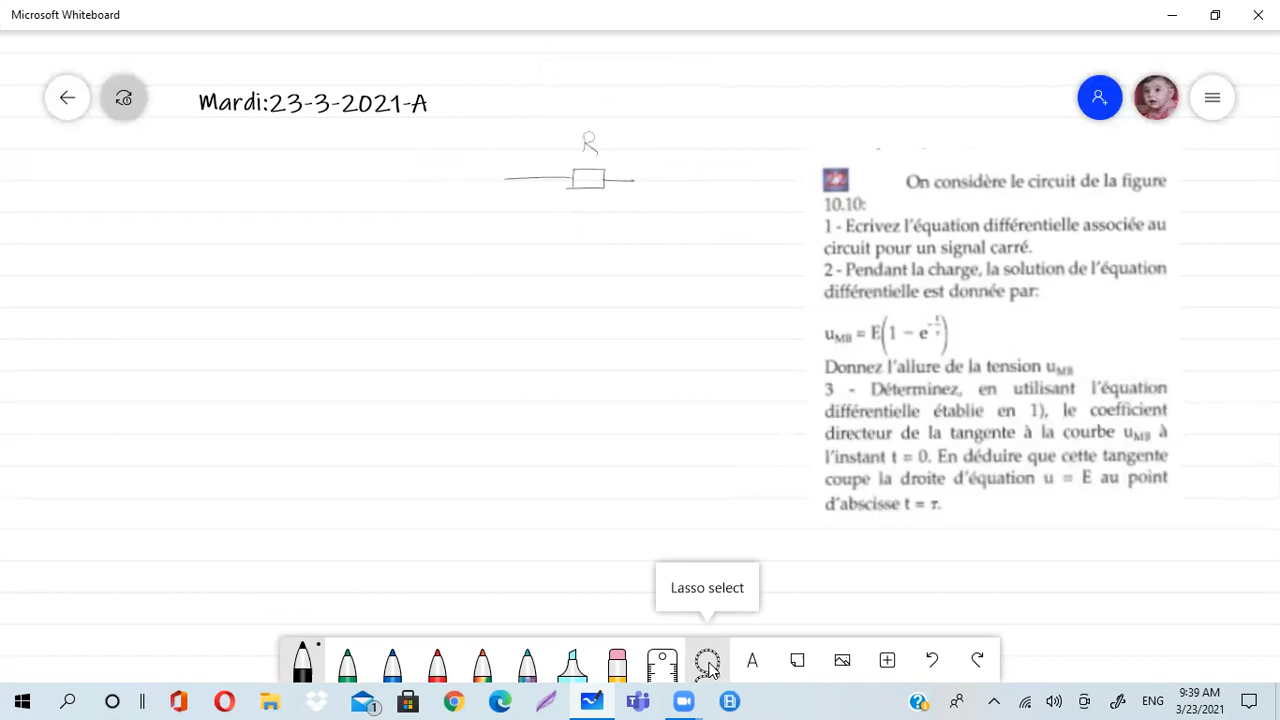 Microsoft Whiteboard
Mardi:23-3-2021-A
R
On considère le circuit de la figure
10.10:
1 - Ecrivez l'équation différentielle associée au
circuit pour un signal carré.
2 - Pendant la charge, la solution de l'équation
différentielle est donnée par:
u_MB = E(1 − e^(−t/τ))
Donnez l'allure de la tension u_MB
3 - Déterminez, en utilisant l'équation
différentielle établie en 1), le coefficient
directeur de la tangente à la courbe u_MB à
l'instant t = 0. En déduire que cette tangente
coupe la droite d'équation u = E au point
d'abscisse t = τ.
Lasso select
A
1
ENG
9:39 AM
3/23/2021